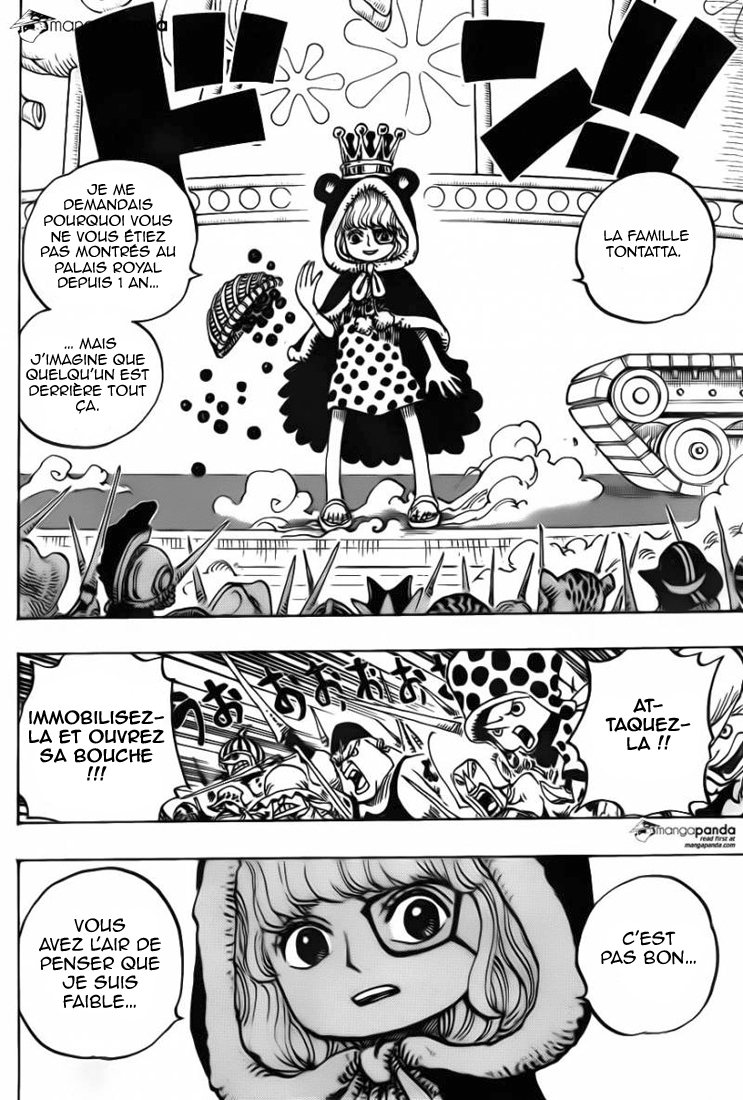 mangapanda
ドン!!
LA FAMILLE
TONTATTA.
JE ME
DEMANDAIS
POURQUOI VOUS
NE VOUS ÉTIEZ
PAS MONTRÉS AU
PALAIS ROYAL
DEPUIS 1 AN...
... MAIS
J'IMAGINE QUE
QUELQU'UN EST
DERRIÈRE TOUT
ÇA.
AT-
TAQUEZ-
LA !!
おおおおお
IMMOBILISEZ-
LA ET OUVREZ
SA BOUCHE
!!!
mangapanda
read first at
mangapanda.com
C'EST
PAS BON...
VOUS
AVEZ L'AIR DE
PENSER QUE
JE SUIS
FAIBLE...